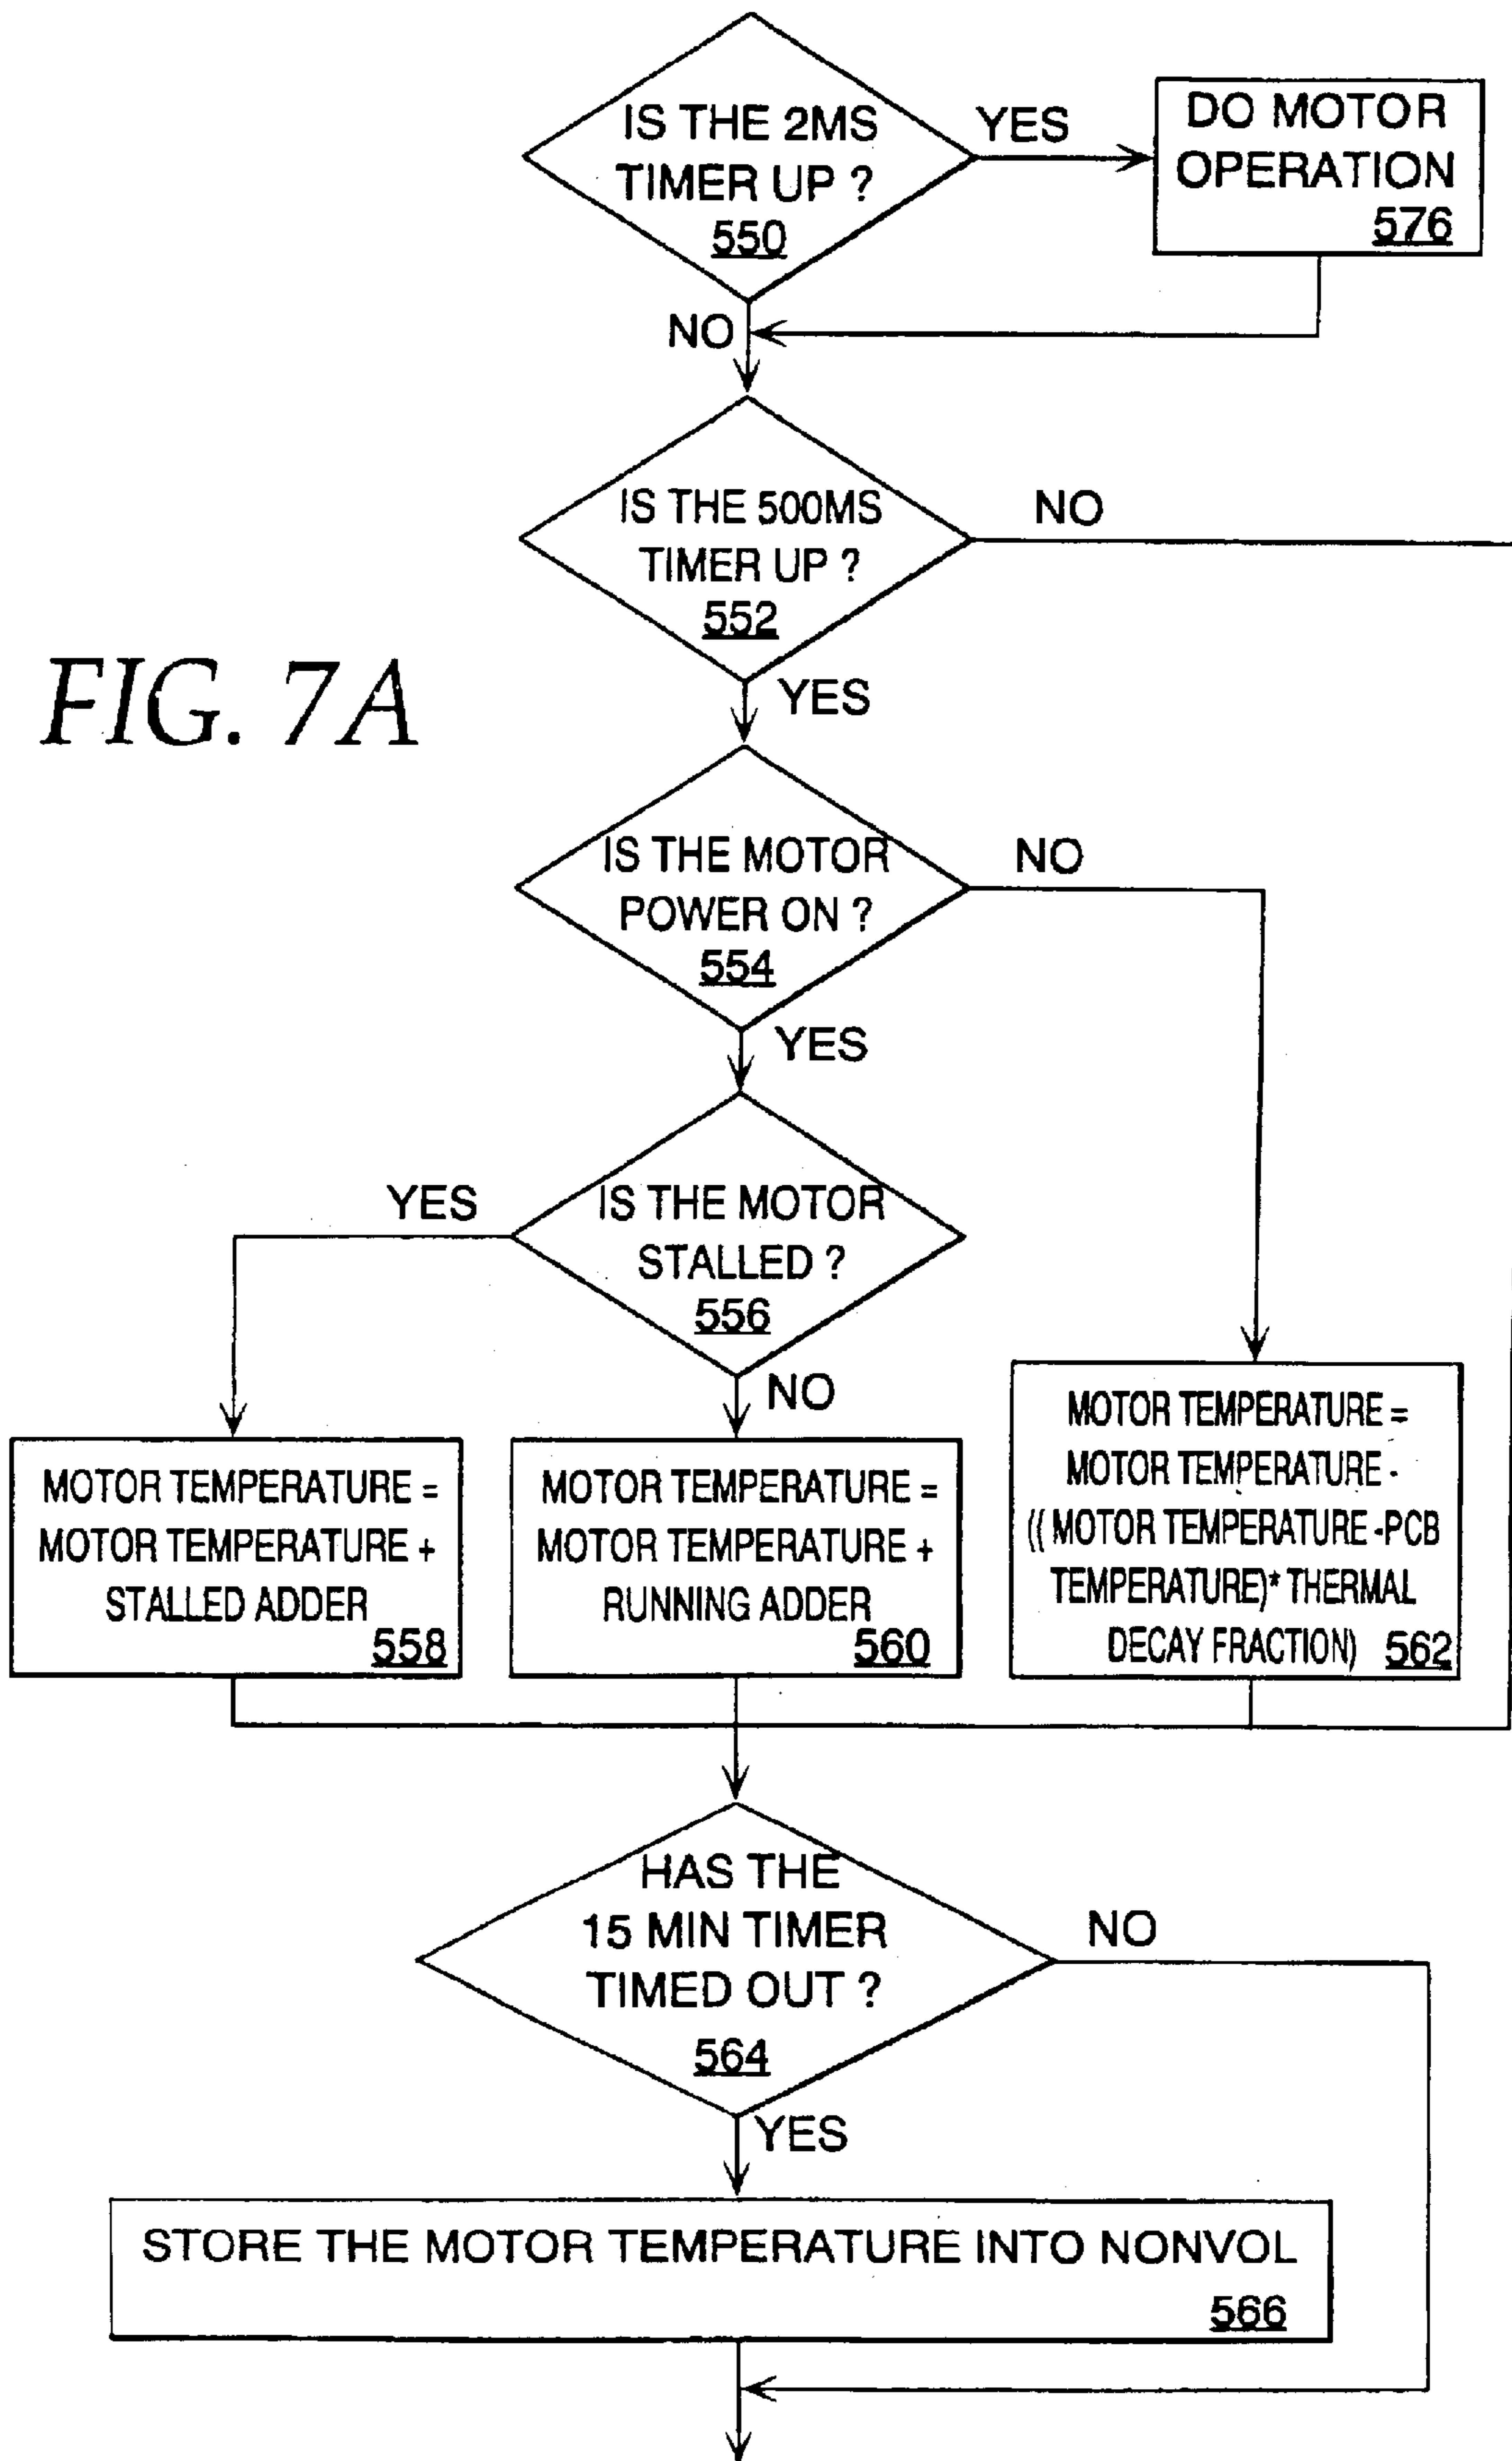 IS THE 2MS
TIMER UP ?
550
YES
DO MOTOR
OPERATION
576
NO
IS THE 500MS
TIMER UP ?
552
NO
YES
FIG. 7A
IS THE MOTOR
POWER ON ?
554
NO
YES
IS THE MOTOR
STALLED ?
556
YES
NO
MOTOR TEMPERATURE =
MOTOR TEMPERATURE +
STALLED ADDER
558
MOTOR TEMPERATURE =
MOTOR TEMPERATURE +
RUNNING ADDER
560
MOTOR TEMPERATURE =
MOTOR TEMPERATURE -
(( MOTOR TEMPERATURE -PCB
TEMPERATURE)* THERMAL
DECAY FRACTION)
562
HAS THE
15 MIN TIMER
TIMED OUT ?
564
NO
YES
STORE THE MOTOR TEMPERATURE INTO NONVOL
566